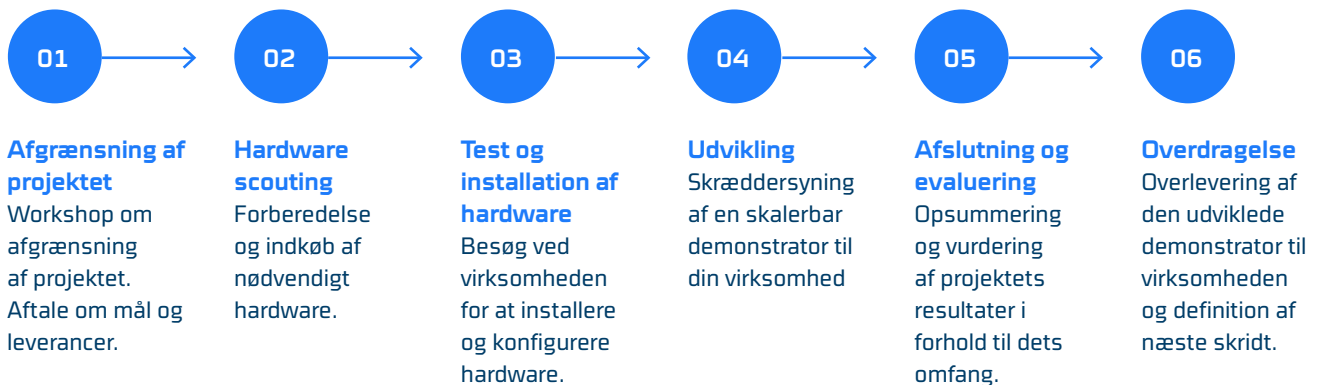 01
Afgrænsning af
projektet
Workshop om
afgrænsning
af projektet.
Aftale om mål og
leverancer.
02
Hardware
scouting
Forberedelse
og indkøb af
nødvendigt
hardware.
03
Test og
installation af
hardware
Besøg ved
virksomheden
for at installere
og konfigurere
hardware.
04
Udvikling
Skræddersyning
af en skalerbar
demonstrator til
din virksomhed
05
Afslutning og
evaluering
Opsummering
og vurdering
af projektets
resultater i
forhold til dets
omfang.
06
Overdragelse
Overlevering af
den udviklede
demonstrator til
virksomheden
og definition af
næste skridt.